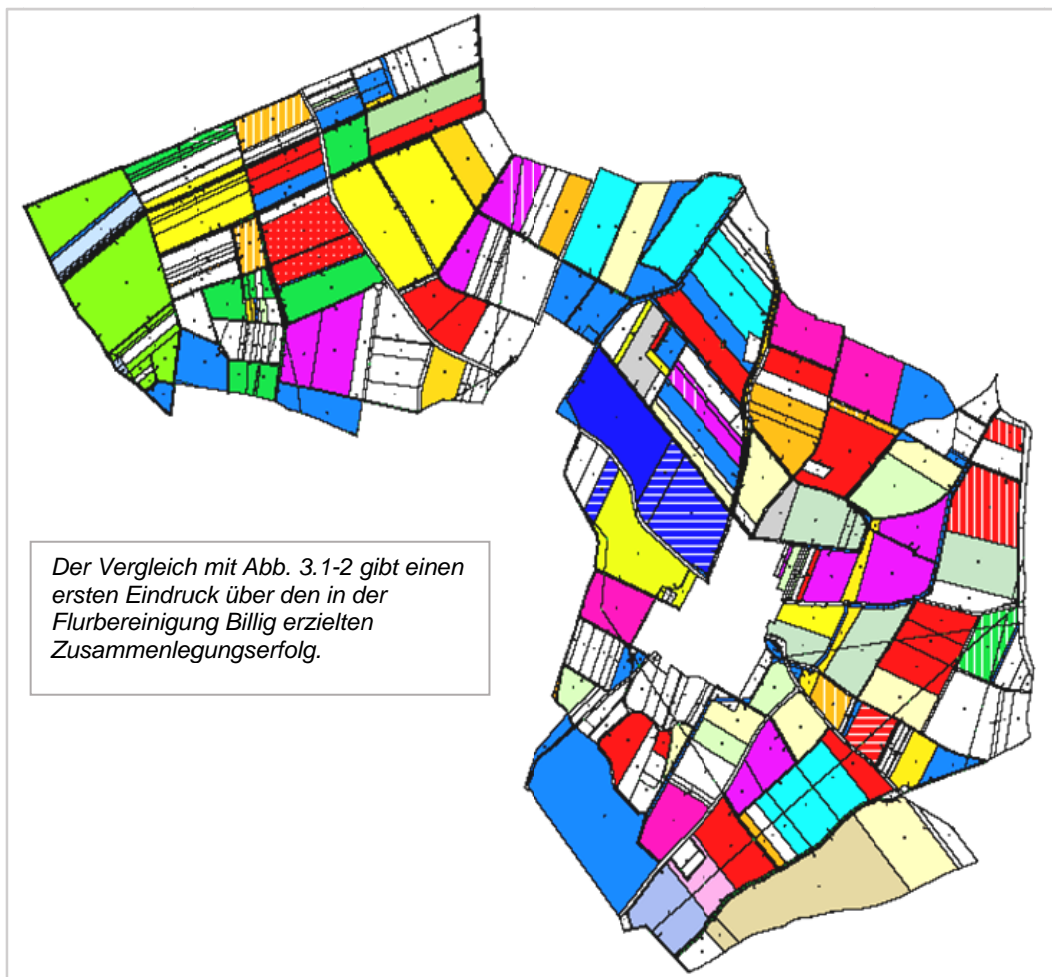 Der Vergleich mit Abb. 3.1-2 gibt einen
ersten Eindruck über den in der
Flurbereinigung Billig erzielten
Zusammenlegungserfolg.